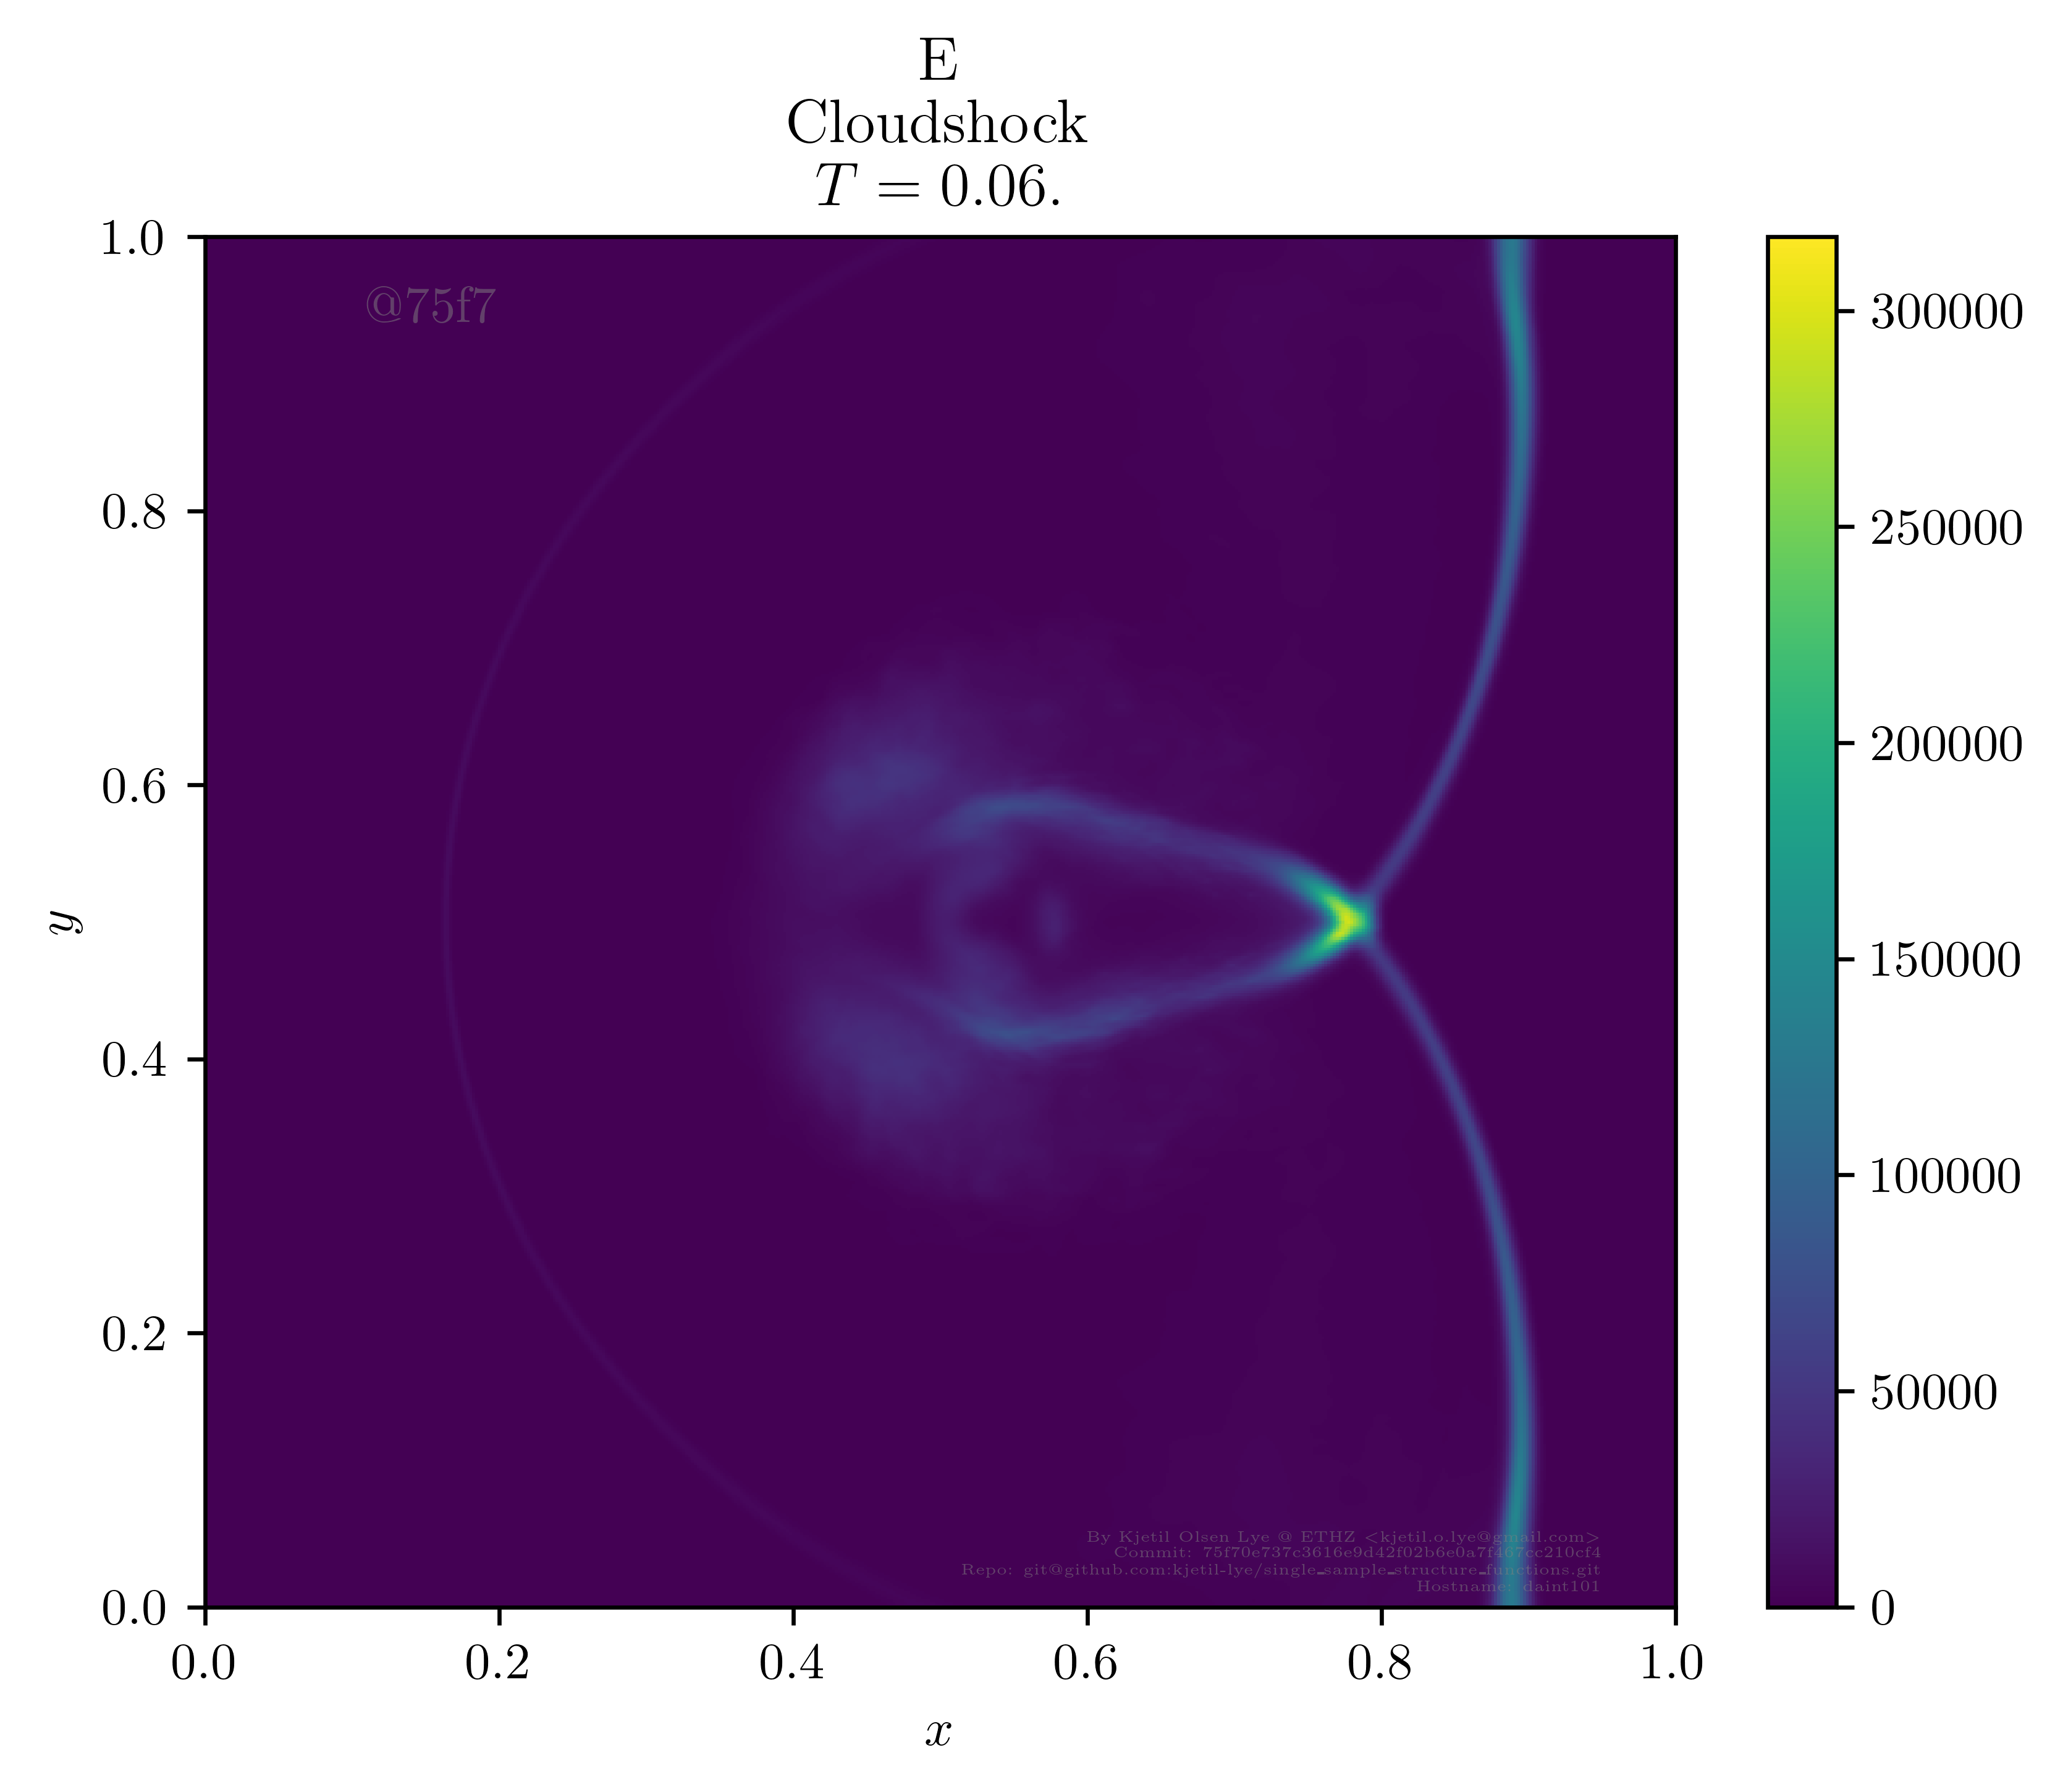 E
Cloudshock
T = 0.06.
1.0
0.8
0.6
0.4
0.2
0.0
y
@75f7
By Kjetil Olsen Lye @ ETHZ <kjetil.o.lye@gmail.com>
Commit: 75f70e737c3616e9d42f02b6e0a7f467cc210cf4
Repo: git@github.com:kjetil-lye/single_sample_structure_functions.git
Hostname: daint101
0.0 0.2 0.4 0.6 0.8 1.0
x
300000
250000
200000
150000
100000
50000
0